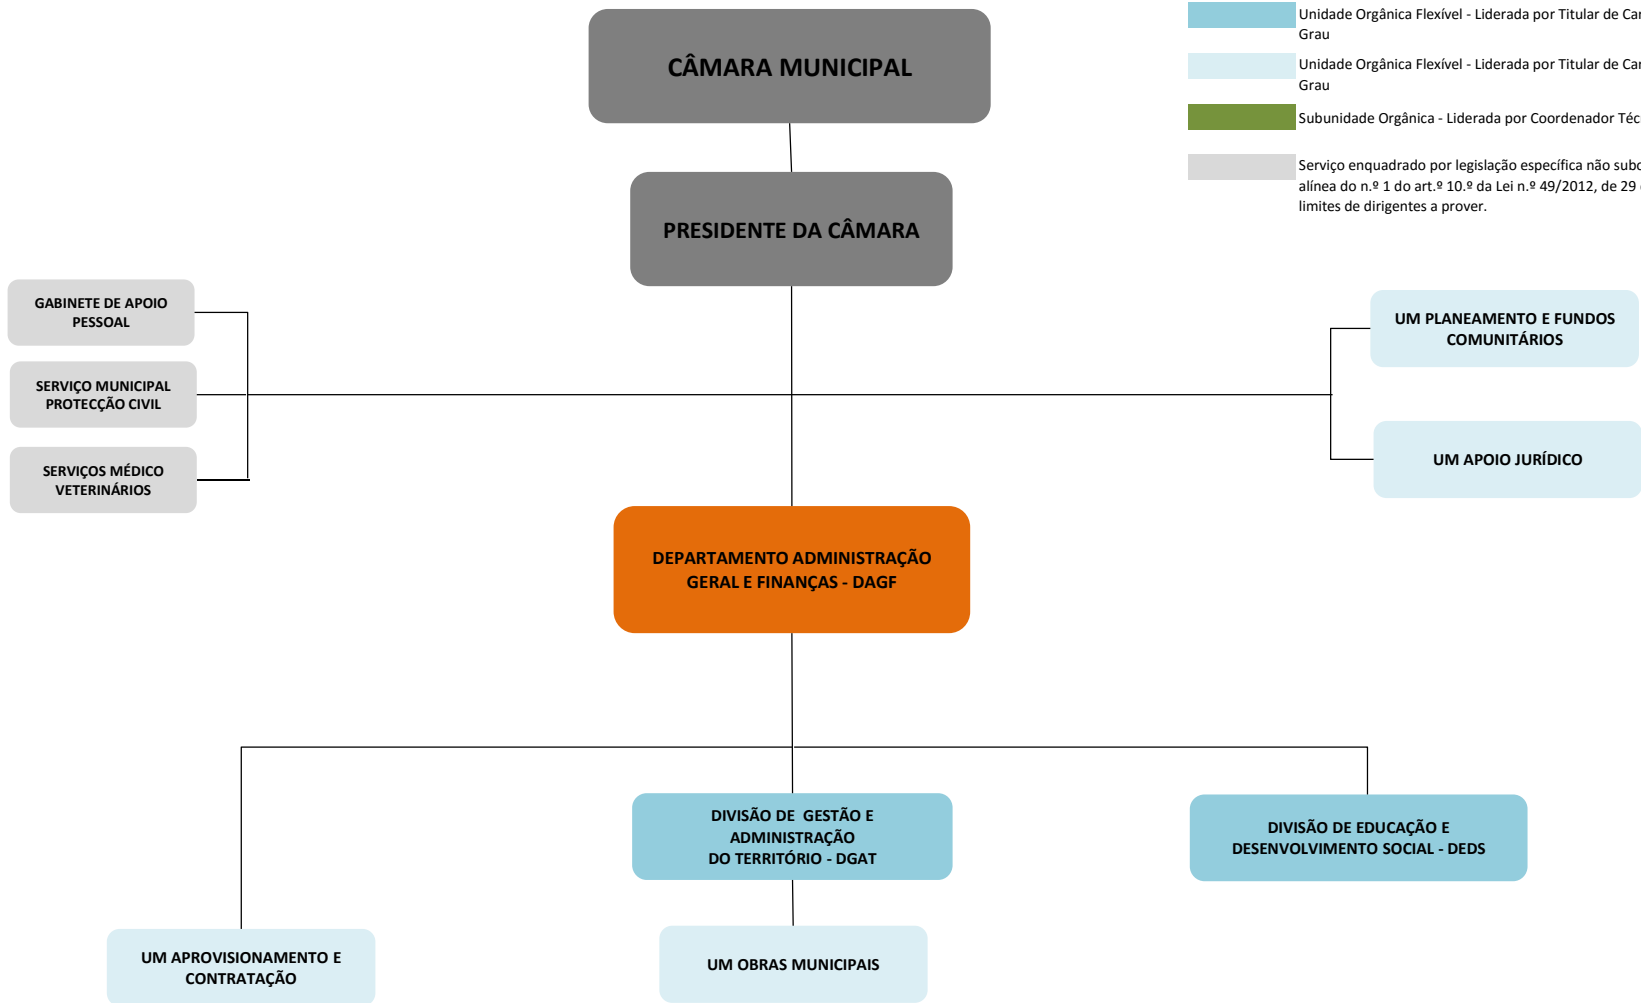 Unidade Orgânica Flexível - Liderada por Titular de
Grau
CÂMARA MUNICIPAL
Unidade Orgânica Flexível - Liderada por Titular de
Grau
Subunidade Orgânica - Liderada por Coordenador
Serviço enquadrado por legislação específica não
alínea do n.º 1 do art.º 10.º da Lei n.º 49/2012, de 29
limites de dirigentes a prover.
PRESIDENTE DA CÂMARA
GABINETE DE APOIO
PESSOAL
SERVIÇO MUNICIPAL
PROTECÇÃO CIVIL
SERVIÇOS MÉDICO
VETERINÁRIOS
UM PLANEAMENTO E FUNDOS
COMUNITÁRIOS
UM APOIO JURÍDICO
DEPARTAMENTO ADMINISTRAÇÃO
GERAL E FINANÇAS - DAGF
DIVISÃO DE GESTÃO E
ADMINISTRAÇÃO
DO TERRITÓRIO - DGAT
DIVISÃO DE EDUCAÇÃO E
DESENVOLVIMENTO SOCIAL - DEDS
UM APROVISIONAMENTO E
CONTRATAÇÃO
UM OBRAS MUNICIPAIS